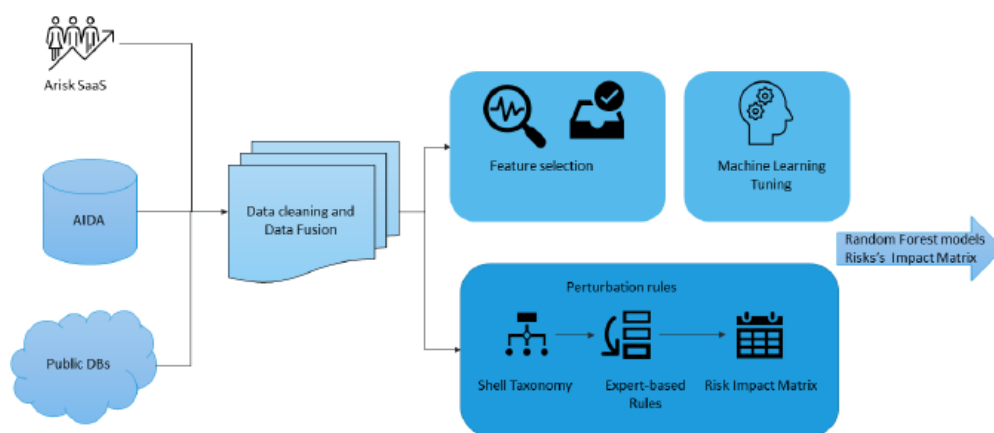 Arisk SaaS
AIDA
Public DBs
Data cleaning and
Data Fusion
Feature selection
Machine Learning
Tuning
Perturbation rules
Shell Taxonomy
Expert-based
Rules
Risk Impact Matrix
Random Forest models
Risks's Impact Matrix